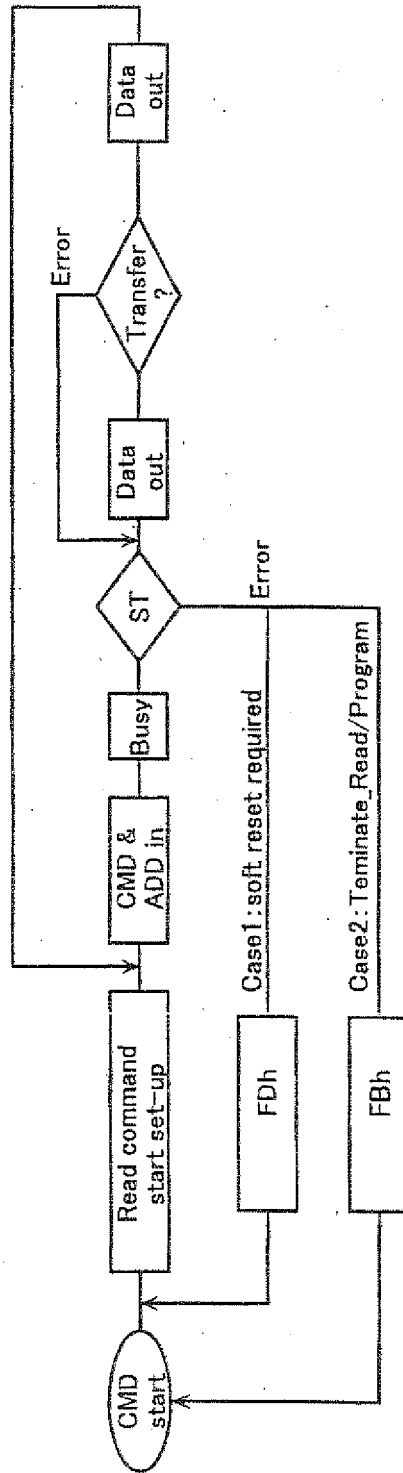 CMD
start
Read command
start set-up
CMD &
ADD in
Busy
ST
Data
out
Transfer
?
Error
Data
out
Error
Case1:soft reset required
FDh
Case2:Teminate_Read/Program
FBh